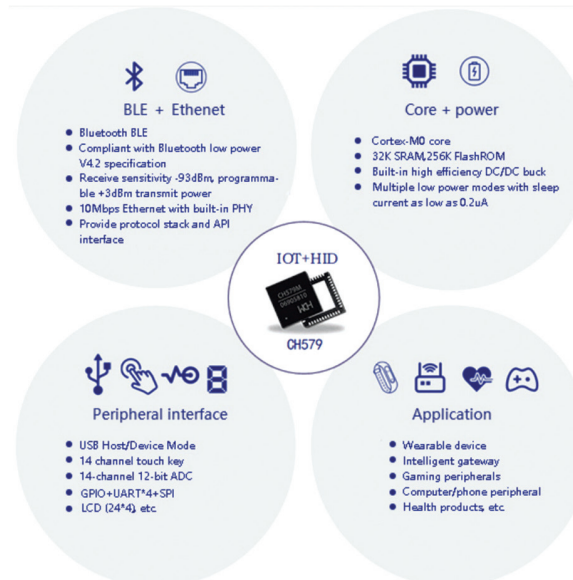 BLE + Ethenet
Bluetooth BLE
Compliant with Bluetooth low power
V4.2 specification
Receive sensitivity -93dBm, programma-
ble +3dBm transmit power
10Mbps Ethernet with built-in PHY
Provide protocol stack and API
interface
Core + power
Cortex-M0 core
32K SRAM,256K FlashROM
Built-in high efficiency DC/DC buck
Multiple low power modes with sleep
current as low as 0.2uA
IOT+HID
CH579M
WCH
CH579
Peripheral interface
USB Host/Device Mode
14 channel touch key
14-channel 12-bit ADC
GPIO+UART*4+SPI
LCD (24*4), etc.
Application
Wearable device
Intelligent gateway
Gaming peripherals
Computer/phone peripheral
Health products, etc.